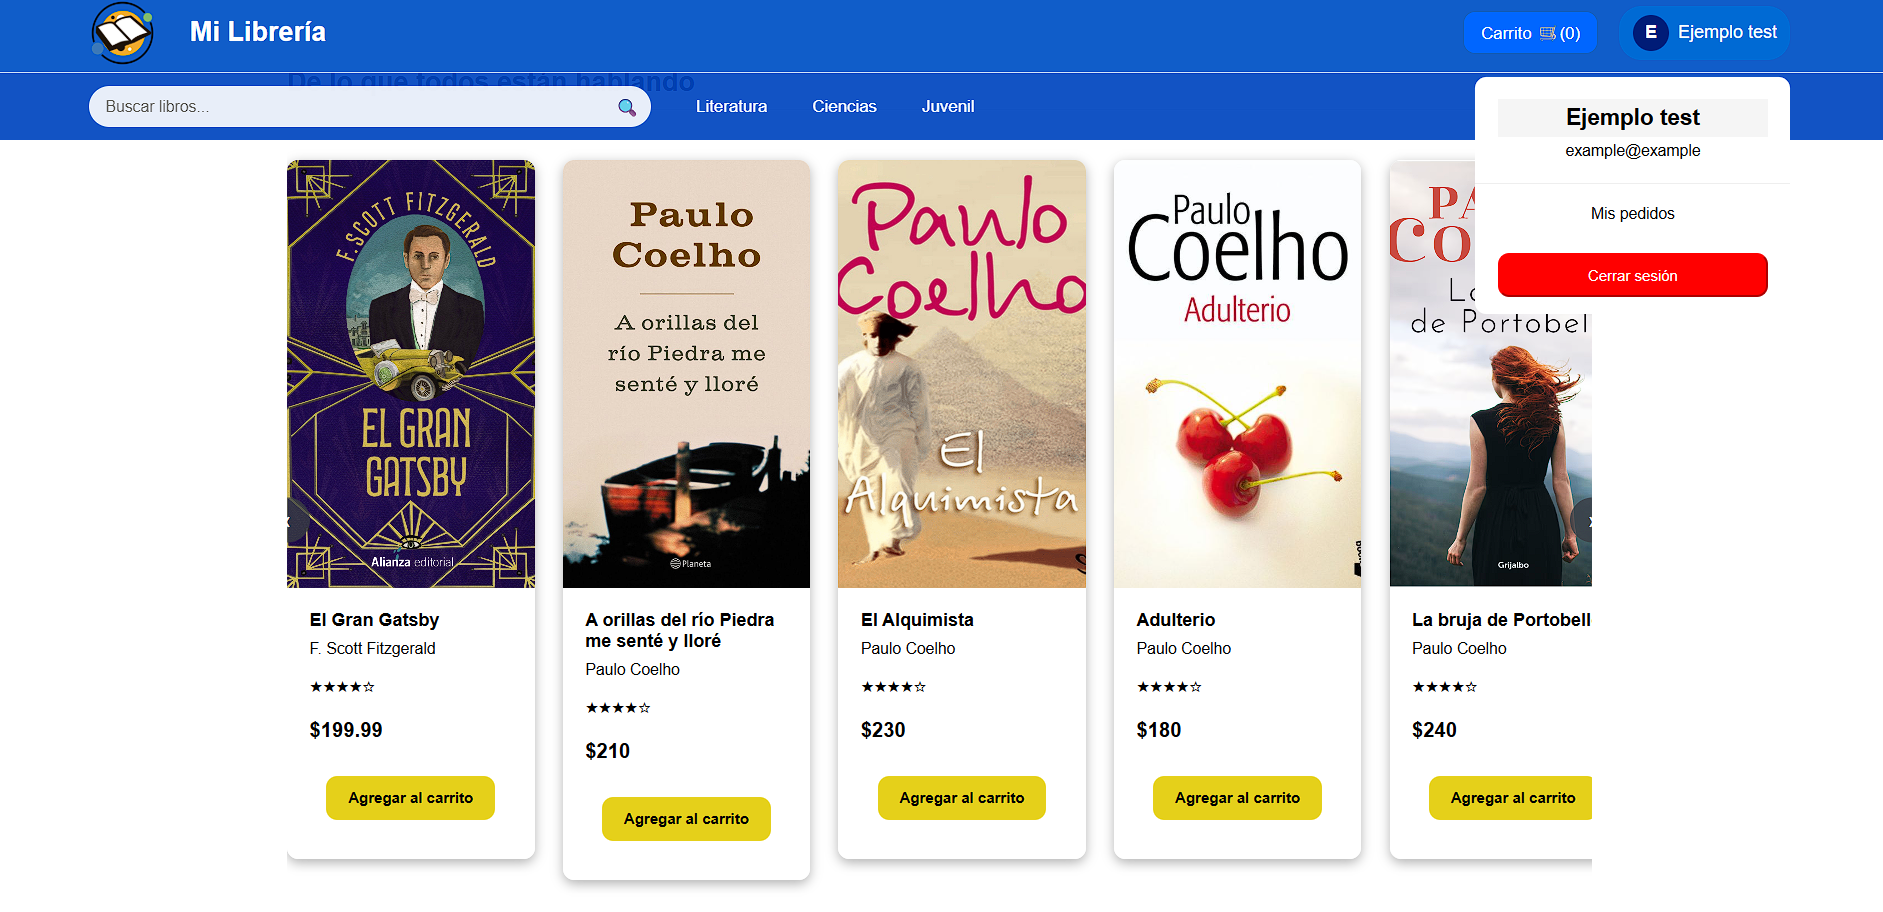 Mi Librería
Carrito (0)
E Ejemplo test
De lo que todos están hablando
Buscar libros...
Literatura
Ciencias
Juvenil
Ejemplo test
example@example
Mis pedidos
Cerrar sesión
F. SCOTT FITZGERALD
EL GRAN
GATSBY
Alianza editorial
Paulo
Coelho
A orillas del
río Piedra me
senté y lloré
Planeta
Paulo
Coelho
El
Alquimista
Paulo
Coelho
Adulterio
de Portobel
Grijalbo
El Gran Gatsby
F. Scott Fitzgerald
★★★★☆
$199.99
Agregar al carrito
A orillas del río Piedra
me senté y lloré
Paulo Coelho
★★★★☆
$210
Agregar al carrito
El Alquimista
Paulo Coelho
★★★★☆
$230
Agregar al carrito
Adulterio
Paulo Coelho
★★★★☆
$180
Agregar al carrito
La bruja de Portobell
Paulo Coelho
★★★★☆
$240
Agregar al carrito